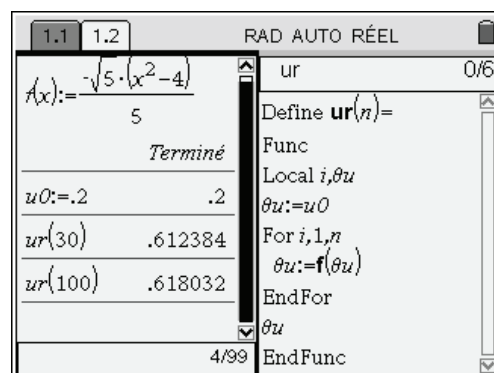 1.1 1.2 RAD AUTO RÉEL
f(x):=-√5·(x²-4)/5
Terminé
u0:=.2 .2
ur(30) .612384
ur(100) .618032
4/99
ur 0/6
Define ur(n)=
Func
Local i,θu
θu:=u0
For i,1,n
θu:=f(θu)
EndFor
θu
EndFunc